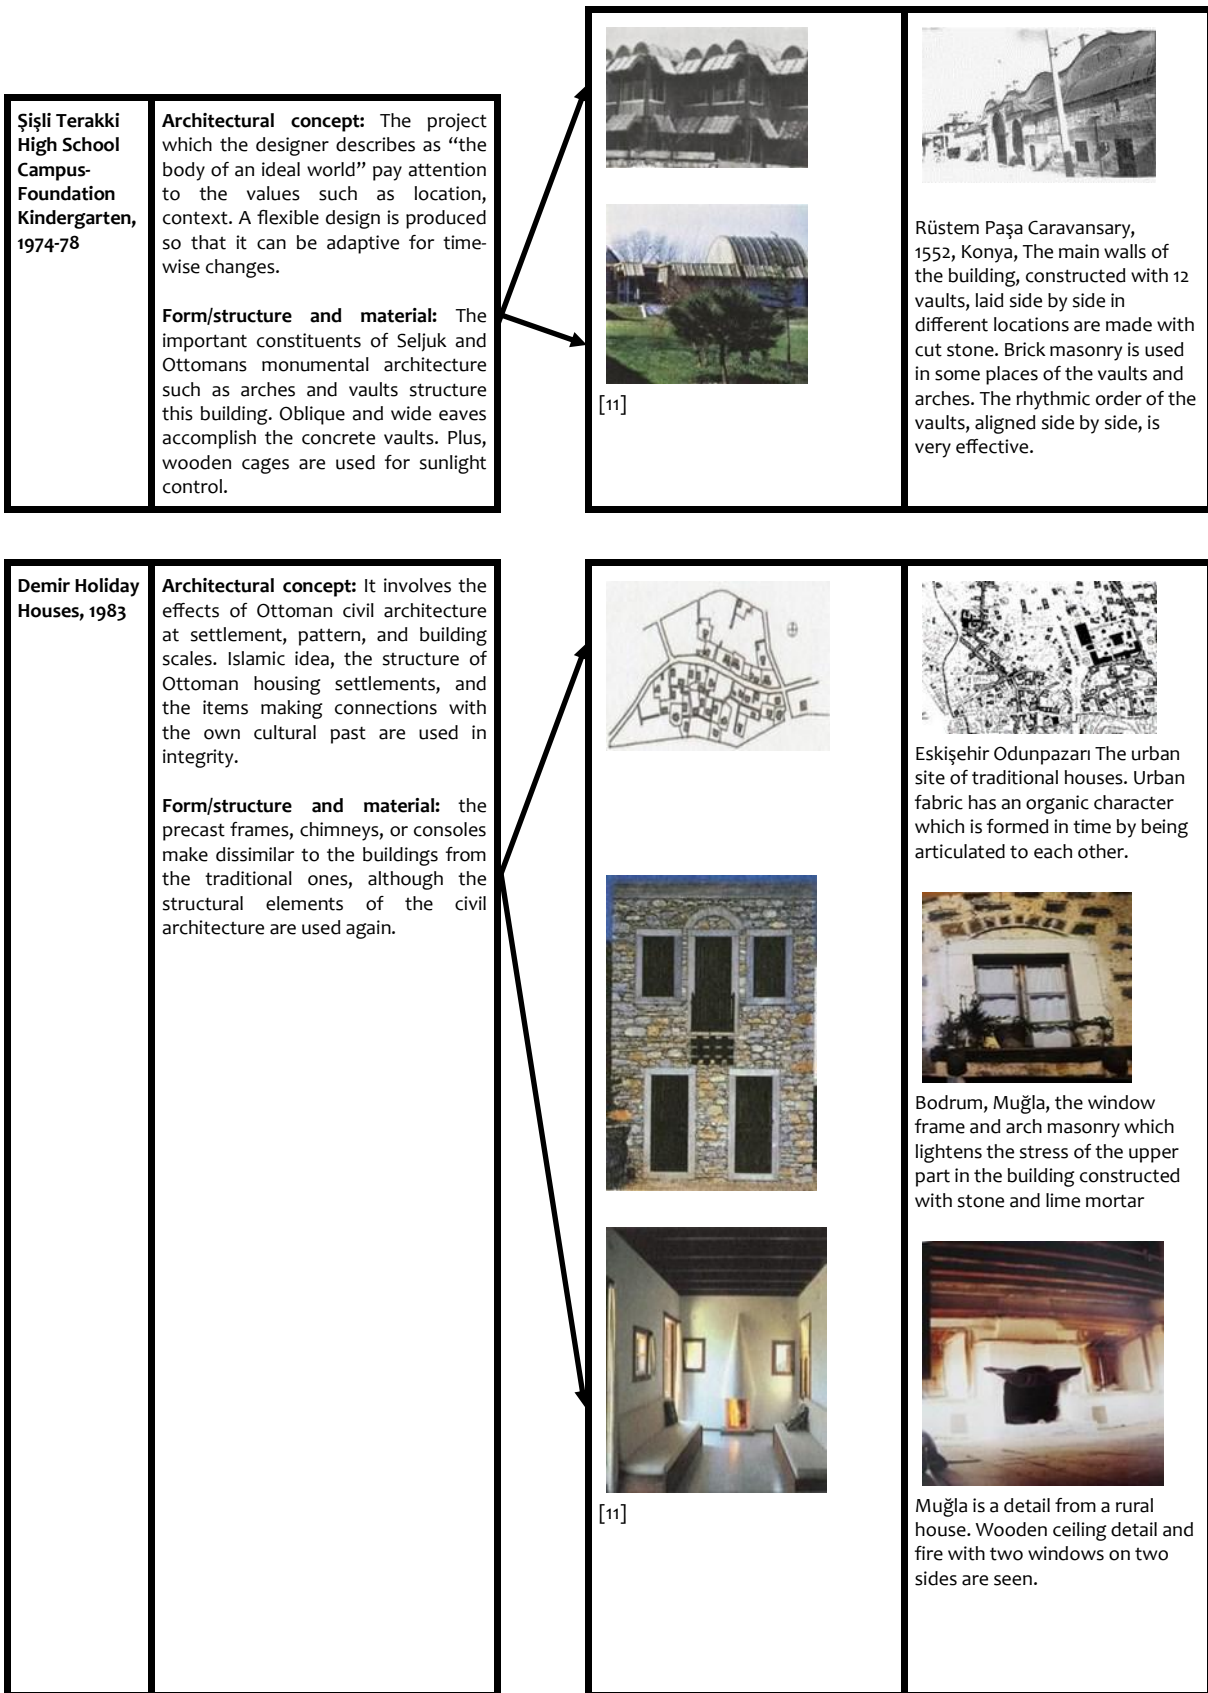 Şişli Terakki
High School
Campus-
Foundation
Kindergarten,
1974-78
Architectural concept: The project
which the designer describes as “the
body of an ideal world” pay attention
to the values such as location,
context. A flexible design is produced
so that it can be adaptive for time-
wise changes.
Form/structure and material: The
important constituents of Seljuk and
Ottomans monumental architecture
such as arches and vaults structure
this building. Oblique and wide eaves
accomplish the concrete vaults. Plus,
wooden cages are used for sunlight
control.
[11]
Rüstem Paşa Caravansary,
1552, Konya, The main walls of
the building, constructed with 12
vaults, laid side by side in
different locations are made with
cut stone. Brick masonry is used
in some places of the vaults and
arches. The rhythmic order of the
vaults, aligned side by side, is
very effective.
Demir Holiday
Houses, 1983
Architectural concept: It involves the
effects of Ottoman civil architecture
at settlement, pattern, and building
scales. Islamic idea, the structure of
Ottoman housing settlements, and
the items making connections with
the own cultural past are used in
integrity.
Form/structure and material: the
precast frames, chimneys, or consoles
make dissimilar to the buildings from
the traditional ones, although the
structural elements of the civil
architecture are used again.
[11]
Eskişehir Odunpazarı The urban
site of traditional houses. Urban
fabric has an organic character
which is formed in time by being
articulated to each other.
Bodrum, Muğla, the window
frame and arch masonry which
lightens the stress of the upper
part in the building constructed
with stone and lime mortar
Muğla is a detail from a rural
house. Wooden ceiling detail and
fire with two windows on two
sides are seen.